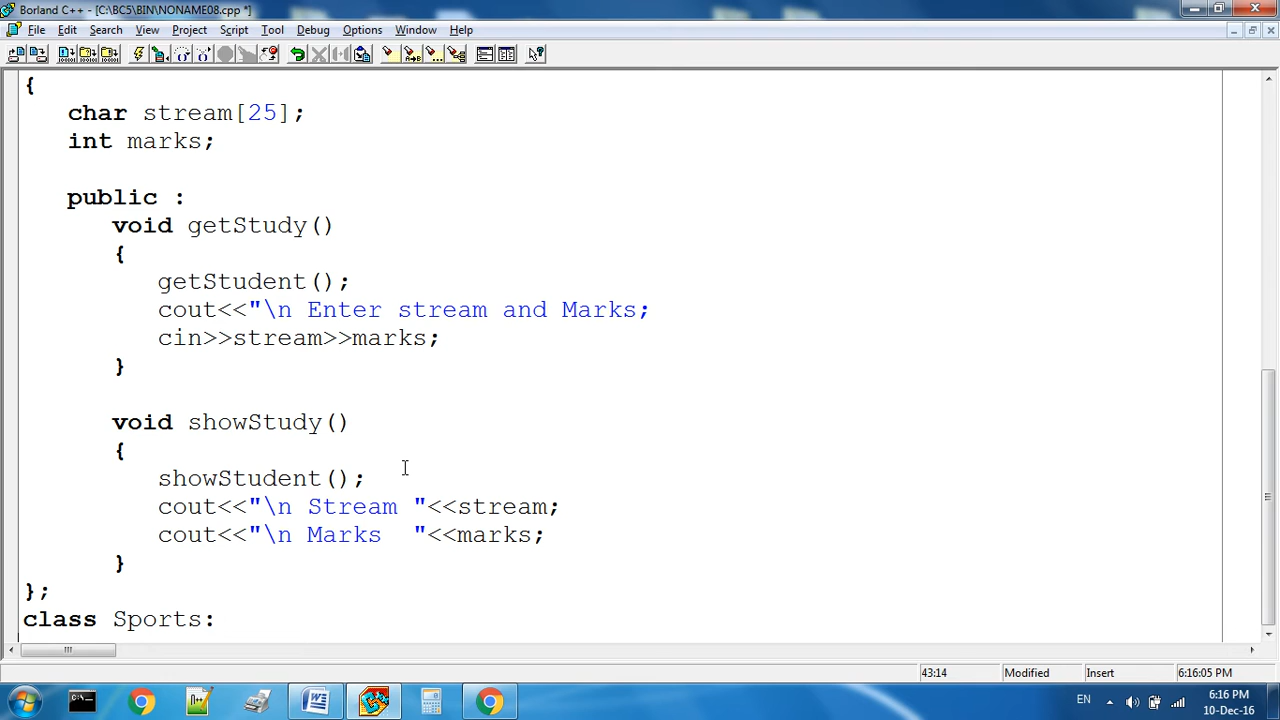 Borland C++ - [C:\BC5\BIN\NONAME08.cpp *]
File Edit Search View Project Script Tool Debug Options Window Help
{
char stream[25];
int marks;
public :
void getStudy()
{
getStudent();
cout<<"\n Enter stream and Marks;
cin>>stream>>marks;
}
void showStudy()
{
showStudent();
cout<<"\n Stream "<<stream;
cout<<"\n Marks  "<<marks;
}
};
class Sports:
43:14 Modified Insert 6:16:05 PM
EN 6:16 PM
10-Dec-16